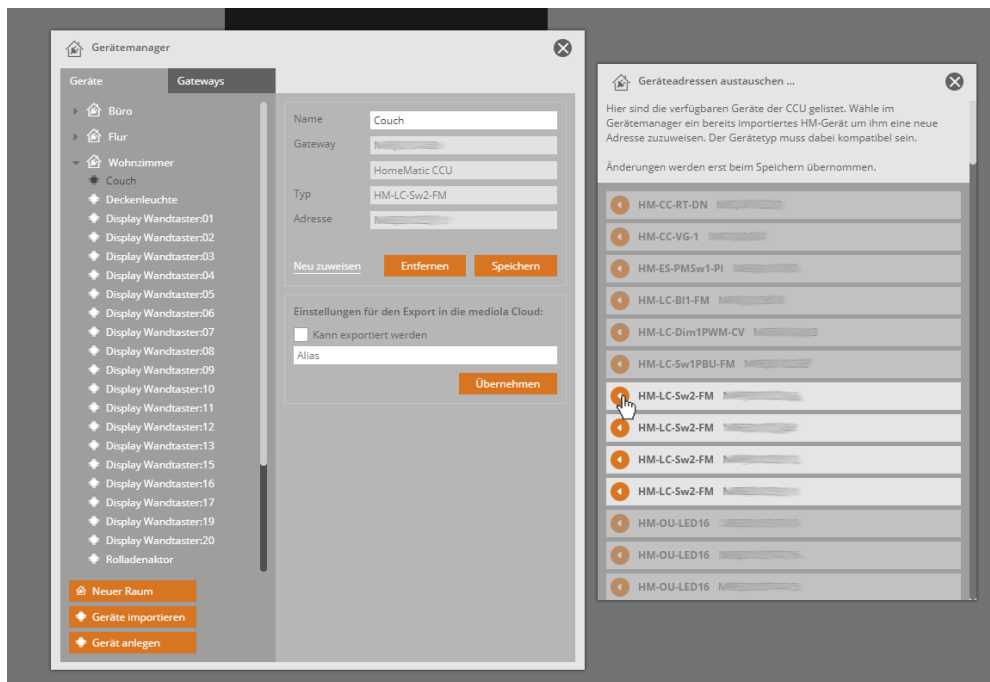 Gerätemanager
Geräte
Gateways
Büro
Flur
Wohnzimmer
Couch
Deckenleuchte
Display Wandtaster:01
Display Wandtaster:02
Display Wandtaster:03
Display Wandtaster:04
Display Wandtaster:05
Display Wandtaster:06
Display Wandtaster:07
Display Wandtaster:08
Display Wandtaster:09
Display Wandtaster:10
Display Wandtaster:11
Display Wandtaster:12
Display Wandtaster:13
Display Wandtaster:15
Display Wandtaster:16
Display Wandtaster:17
Display Wandtaster:19
Display Wandtaster:20
Rolladenaktor
Neuer Raum
Geräte importieren
Gerät anlegen
Name Couch
Gateway
HomeMatic CCU
Typ HM-LC-Sw2-FM
Adresse
Neu zuweisen Entfernen Speichern
Einstellungen für den Export in die mediola Cloud:
Kann exportiert werden
Alias
Übernehmen
Geräteadressen austauschen ...
Hier sind die verfügbaren Geräte der CCU gelistet. Wähle im
Gerätemanager ein bereits importiertes HM-Gerät um ihm eine neue
Adresse zuzuweisen. Der Gerätetyp muss dabei kompatibel sein.
Änderungen werden erst beim Speichern übernommen.
HM-CC-RT-DN
HM-CC-VG-1
HM-ES-PMSw1-Pl
HM-LC-Bl1-FM
HM-LC-Dim1PWM-CV
HM-LC-Sw1PBU-FM
HM-LC-Sw2-FM
HM-LC-Sw2-FM
HM-LC-Sw2-FM
HM-LC-Sw2-FM
HM-OU-LED16
HM-OU-LED16
HM-OU-LED16